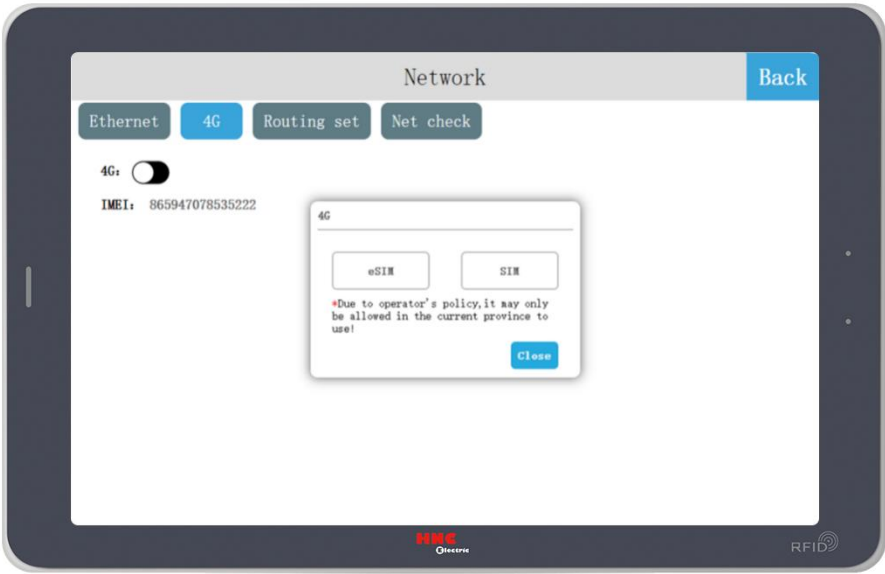 Network
Back
Ethernet
4G
Routing set
Net check
4G:
IMEI: 865947078535222
4G
eSIM
SIM
*Due to operator's policy,it may only
be allowed in the current province to
use!
Close
HNC
Electric
RFID